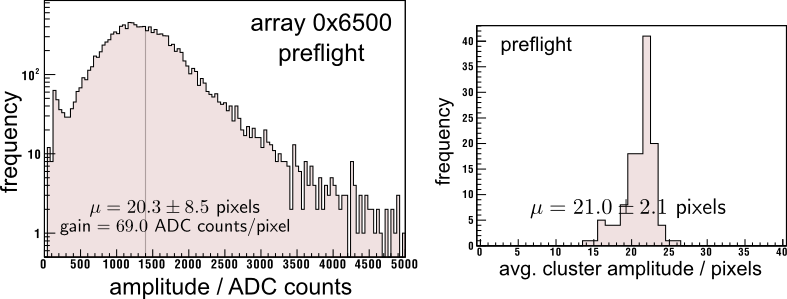 array 0x6500
preflight
frequency
10²
10
1
μ = 20.3 ± 8.5 pixels
gain = 69.0 ADC counts/pixel
0 500 1000 1500 2000 2500 3000 3500 4000 4500 5000
amplitude / ADC counts
preflight
frequency
40
35
30
25
20
15
10
5
0
μ = 21.0 ± 2.1 pixels
0 5 10 15 20 25 30 35 40
avg. cluster amplitude / pixels